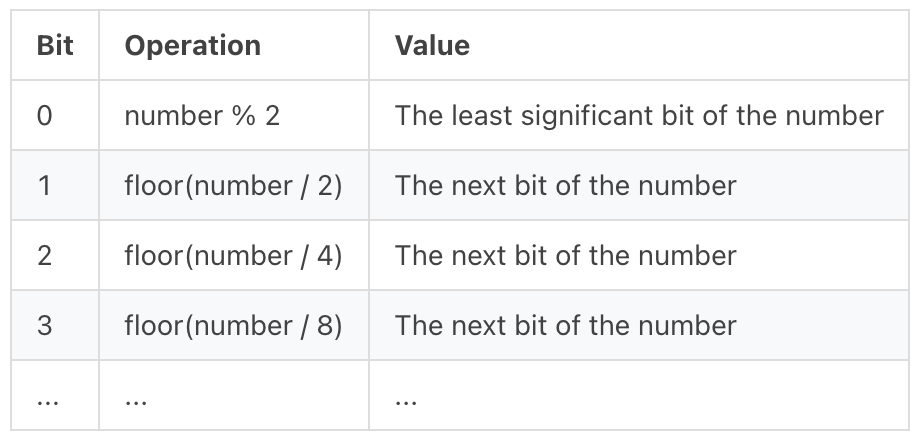 Bit Operation Value
0 number % 2 The least significant bit of the number
1 floor(number / 2) The next bit of the number
2 floor(number / 4) The next bit of the number
3 floor(number / 8) The next bit of the number
... ... ...